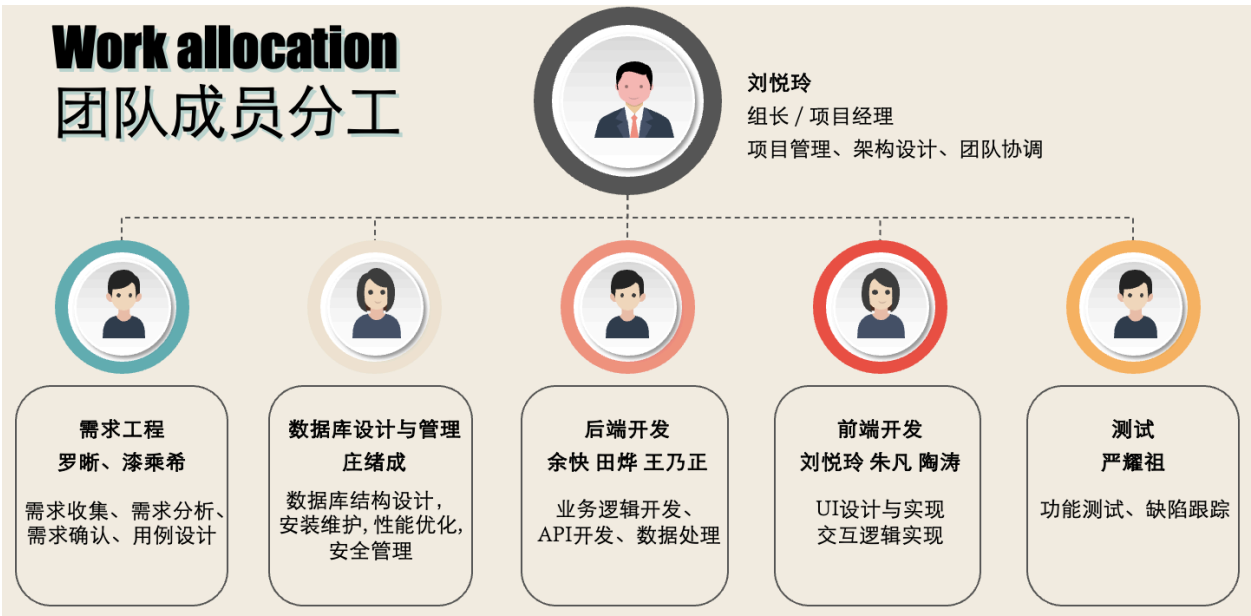 Work allocation
团队成员分工
刘悦玲
组长 / 项目经理
项目管理、架构设计、团队协调
需求工程
罗晰、漆乘希
需求收集、需求分析、
需求确认、用例设计
数据库设计与管理
庄绪成
数据库结构设计，
安装维护, 性能优化,
安全管理
后端开发
余快 田烨 王乃正
业务逻辑开发、
API开发、数据处理
前端开发
刘悦玲 朱凡 陶涛
UI设计与实现
交互逻辑实现
测试
严耀祖
功能测试、缺陷跟踪